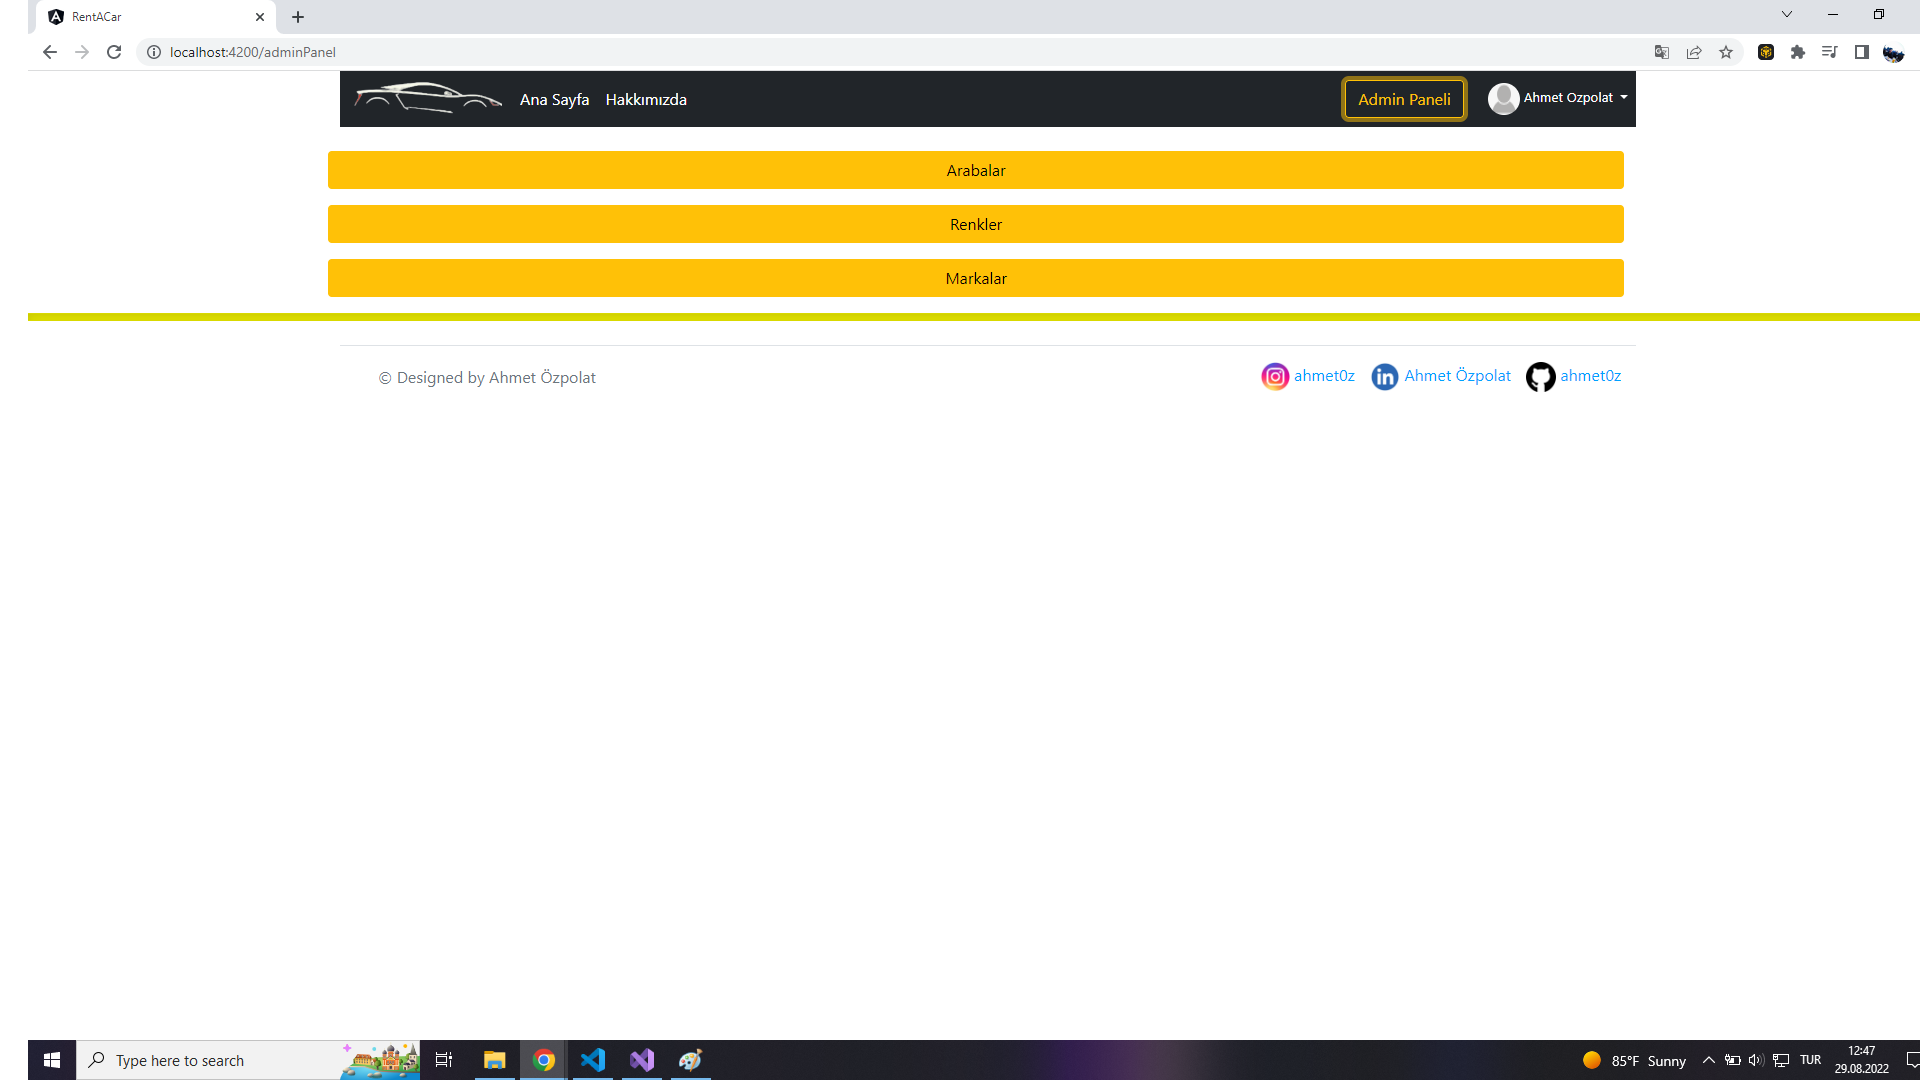 RentACar
localhost:4200/adminPanel
Ana Sayfa Hakkımızda Admin Paneli Ahmet Ozpolat
Arabalar
Renkler
Markalar
© Designed by Ahmet Özpolat ahmet0z Ahmet Özpolat ahmet0z
Type here to search 85°F Sunny TUR 12:47
29.08.2022